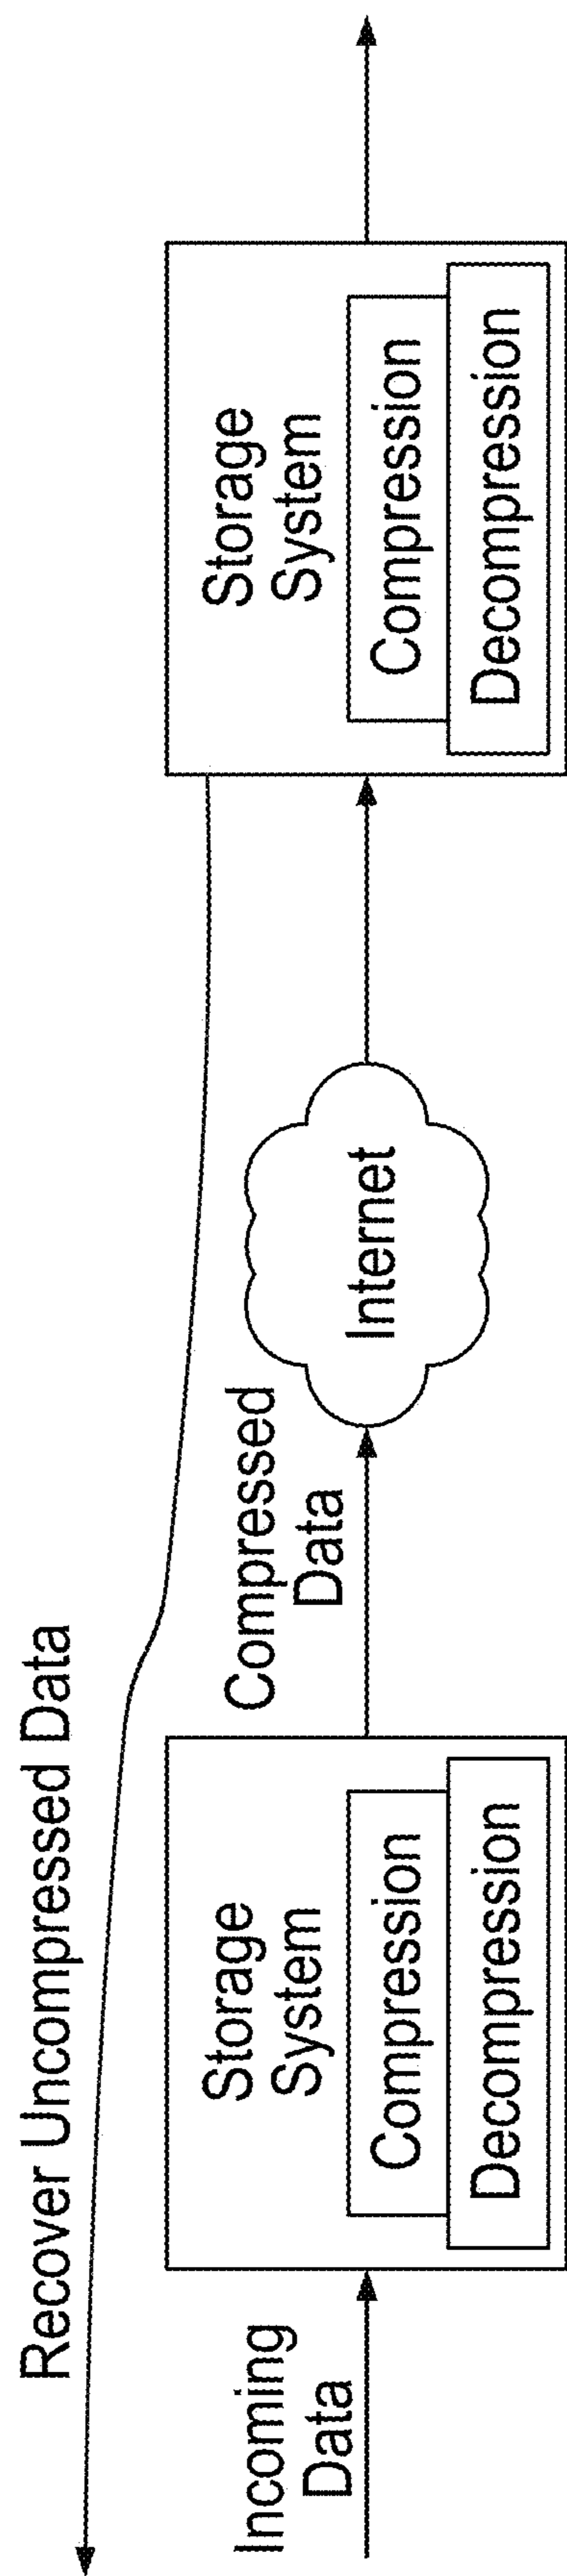 Recover Uncompressed Data
Incoming
Data
Storage
System
Compression
Decompression
Compressed
Data
Internet
Storage
System
Compression
Decompression